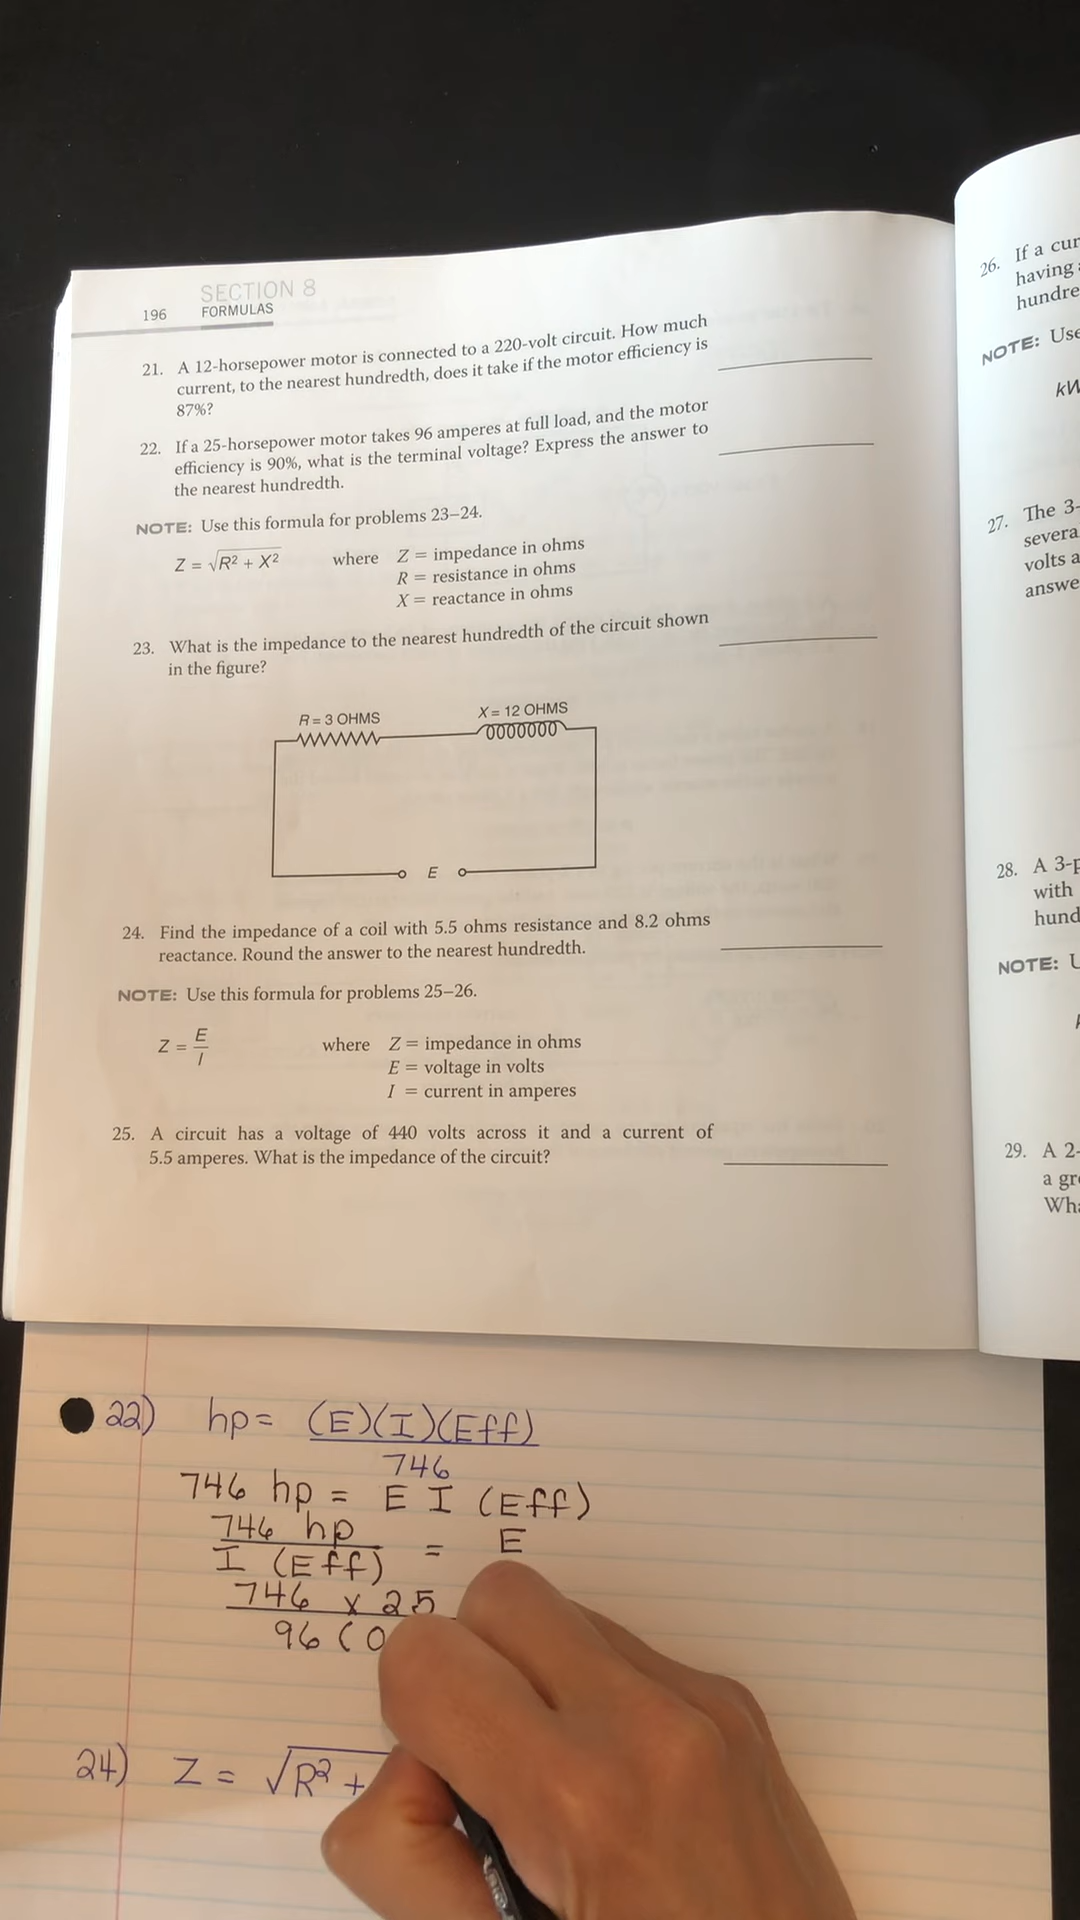 SECTION 8
196 FORMULAS
21. A 12-horsepower motor is connected to a 220-volt circuit. How much
current, to the nearest hundredth, does it take if the motor efficiency is
87%?
22. If a 25-horsepower motor takes 96 amperes at full load, and the motor
efficiency is 90%, what is the terminal voltage? Express the answer to
the nearest hundredth.
NOTE: Use this formula for problems 23–24.
Z = √R² + X² where Z = impedance in ohms
R = resistance in ohms
X = reactance in ohms
23. What is the impedance to the nearest hundredth of the circuit shown
in the figure?
R = 3 OHMS X = 12 OHMS
E
24. Find the impedance of a coil with 5.5 ohms resistance and 8.2 ohms
reactance. Round the answer to the nearest hundredth.
NOTE: Use this formula for problems 25–26.
Z = E/I where Z = impedance in ohms
E = voltage in volts
I = current in amperes
25. A circuit has a voltage of 440 volts across it and a current of
5.5 amperes. What is the impedance of the circuit?
26. If a cur
having
hundre
NOTE: Use
kW
27. The 3-
severa
volts a
answe
28. A 3-p
with
hund
NOTE: U
29. A 2-
a gr
Wh
22) hp = (E)(I)(Eff)
746
746 hp = E I (Eff)
746 hp = E
I (Eff)
746 x 25
96 (0
24) Z = √R² +